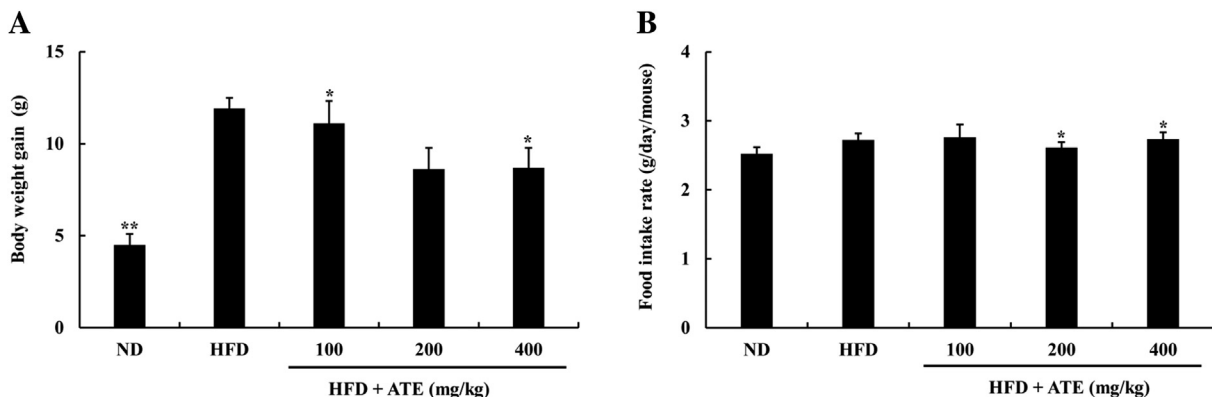 A
Body weight gain (g)
15
10
5
0
**
*
*
ND HFD 100 200 400
HFD + ATE (mg/kg)
B
Food intake rate (g/day/mouse)
4
3
2
1
0
*
*
ND HFD 100 200 400
HFD + ATE (mg/kg)